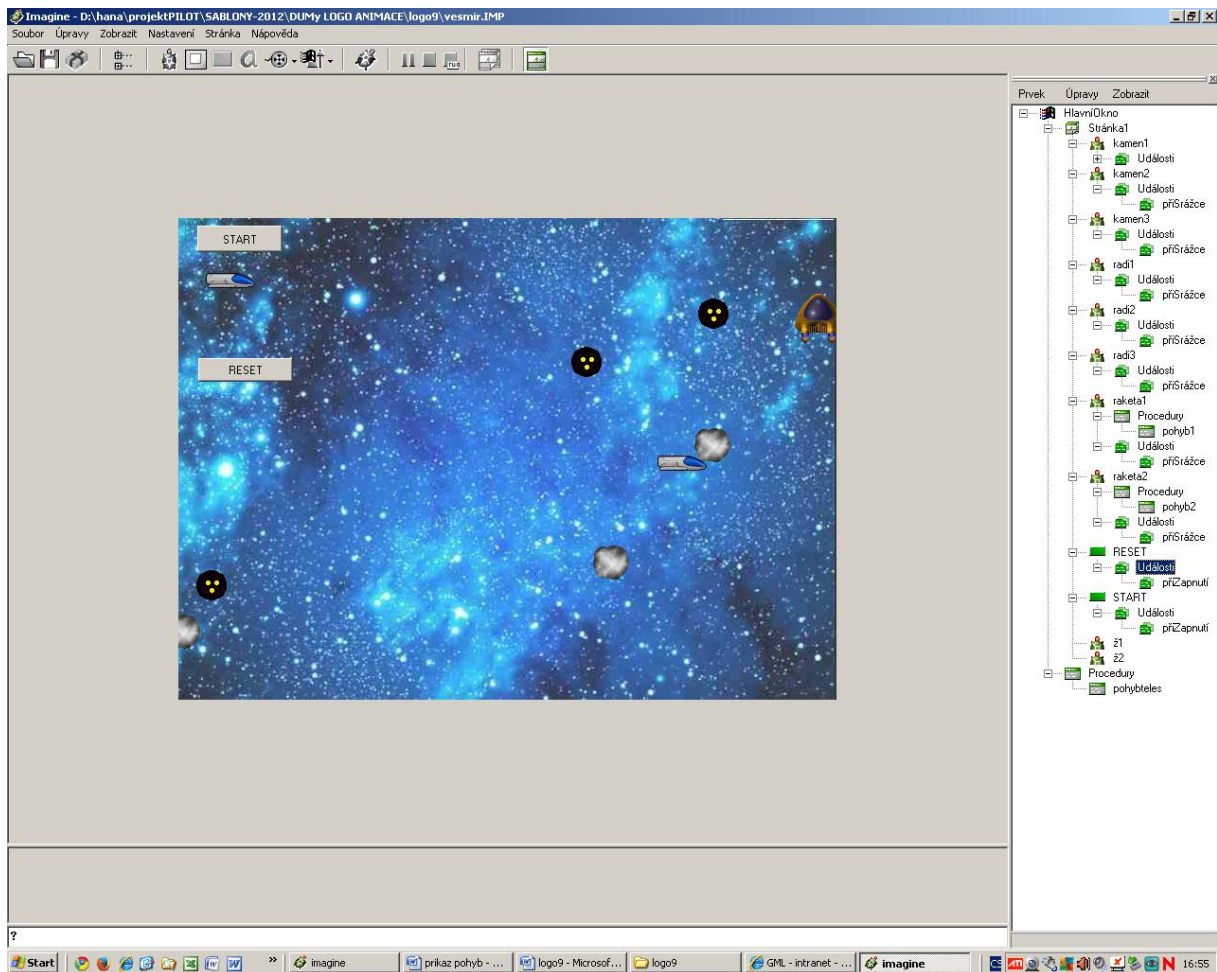 Imagine - D:\hana\projektPILOT\SABLONY-2012\DUMy LOGO ANIMACE\logo9\vesmir.IMP
Soubor Úpravy Zobrazit Nastavení Stránka Nápověda
Prvek Úpravy Zobrazit
HlavníOkno
Stránka1
kamen1
Události
kamen2
Události
přiSrážce
kamen3
Události
přiSrážce
radi1
Události
přiSrážce
radi2
Události
přiSrážce
radi3
Události
přiSrážce
raketa1
Procedury
pohyb1
Události
přiSrážce
raketa2
Procedury
pohyb2
Události
přiSrážce
RESET
Události
přiZapnutí
START
Události
přiZapnutí
ž1
ž2
Procedury
pohybteles
START
RESET
?
Start » imagine prikaz pohyb - ... logo9 - Microsof... logo9 GML - intranet - ... imagine CS ATI N 16:55